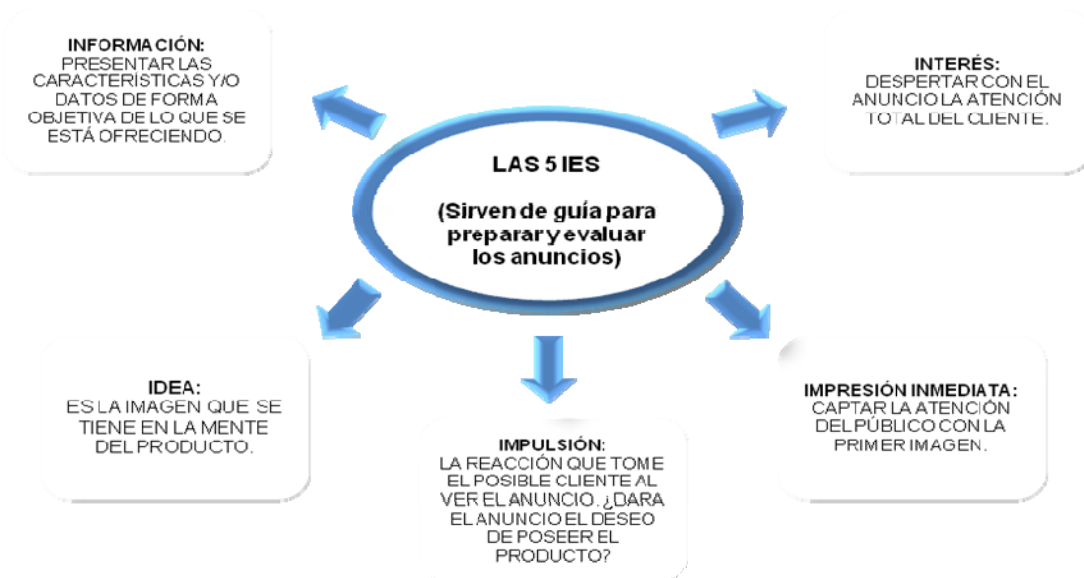 INFORMACIÓN:
PRESENTAR LAS
CARACTERÍSTICAS Y/O
DATOS DE FORMA
OBJETIVA DE LO QUE SE
ESTÁ OFRECIENDO.
INTERÉS:
DESPERTAR CON EL
ANUNCIO LA ATENCIÓN
TOTAL DEL CLIENTE.
LAS 5 IES
(Sirven de guía para
preparar y evaluar
los anuncios)
IDEA:
ES LA IMAGEN QUE SE
TIENE EN LA MENTE
DEL PRODUCTO.
IMPULSIÓN:
LA REACCIÓN QUE TOME
EL POSIBLE CLIENTE AL
VER EL ANUNCIO. ¿DARA
EL ANUNCIO EL DESEO
DE POSEER EL
PRODUCTO?
IMPRESIÓN INMEDIATA:
CAPTAR LA ATENCIÓN
DEL PÚBLICO CON LA
PRIMER IMAGEN.